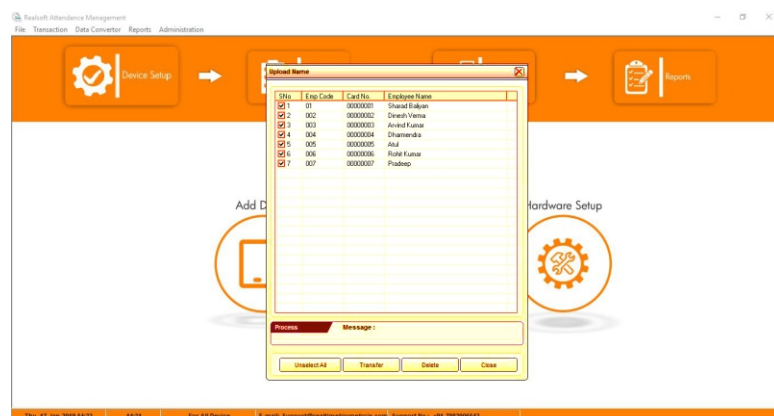 Realsoft Attendance Management
File Transaction Data Convertor Reports Administration
Device Setup
Reports
Upload Name
SNo Emp Code Card No. Employee Name
1 01 00000001 Sharad Balyan
2 002 00000002 Dinesh Verma
3 003 00000003 Arvind Kumar
4 004 00000004 Dharmendra
5 005 00000005 Atul
6 006 00000006 Rohit Kumar
7 007 00000007 Pradeep
Add D
Hardware Setup
Process Message :
Unselect All Transfer Delete Close
For All Device